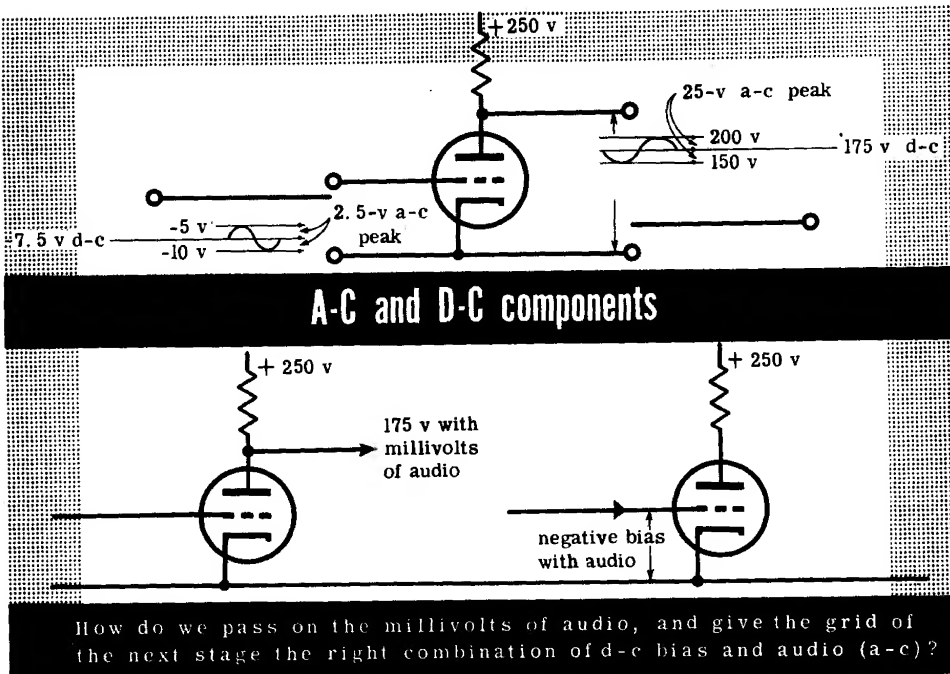 + 250 v
25-v a-c peak
200 v
175 v d-c
150 v
2.5-v a-c
peak
-5 v
-7.5 v d-c
-10 v
A-C and D-C components
+ 250 v
+ 250 v
175 v with
millivolts
of audio
negative bias
with audio
How do we pass on the millivolts of audio, and give the grid of
the next stage the right combination of d-c bias and audio (a-c)?